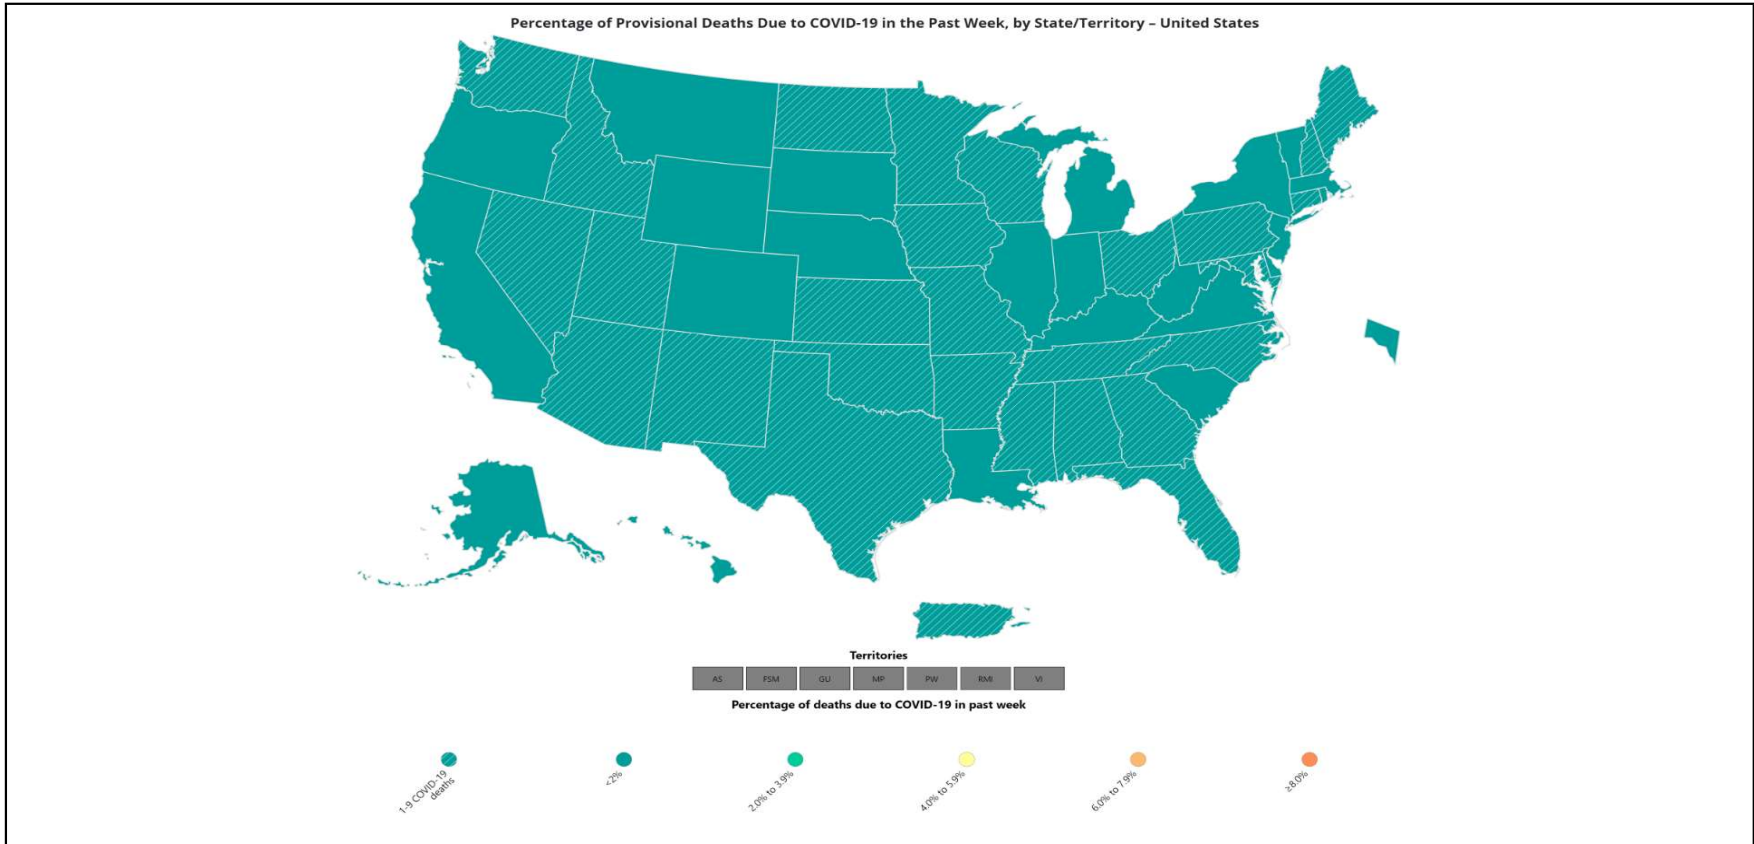 Percentage of Provisional Deaths Due to COVID-19 in the Past Week, by State/Territory – United States
Territories
AS FSM GU MP PW RMI VI
Percentage of deaths due to COVID-19 in past week
1-9 COVID-19
deaths
<2%
2.0% to 3.9%
4.0% to 5.9%
6.0% to 7.9%
≥8.0%